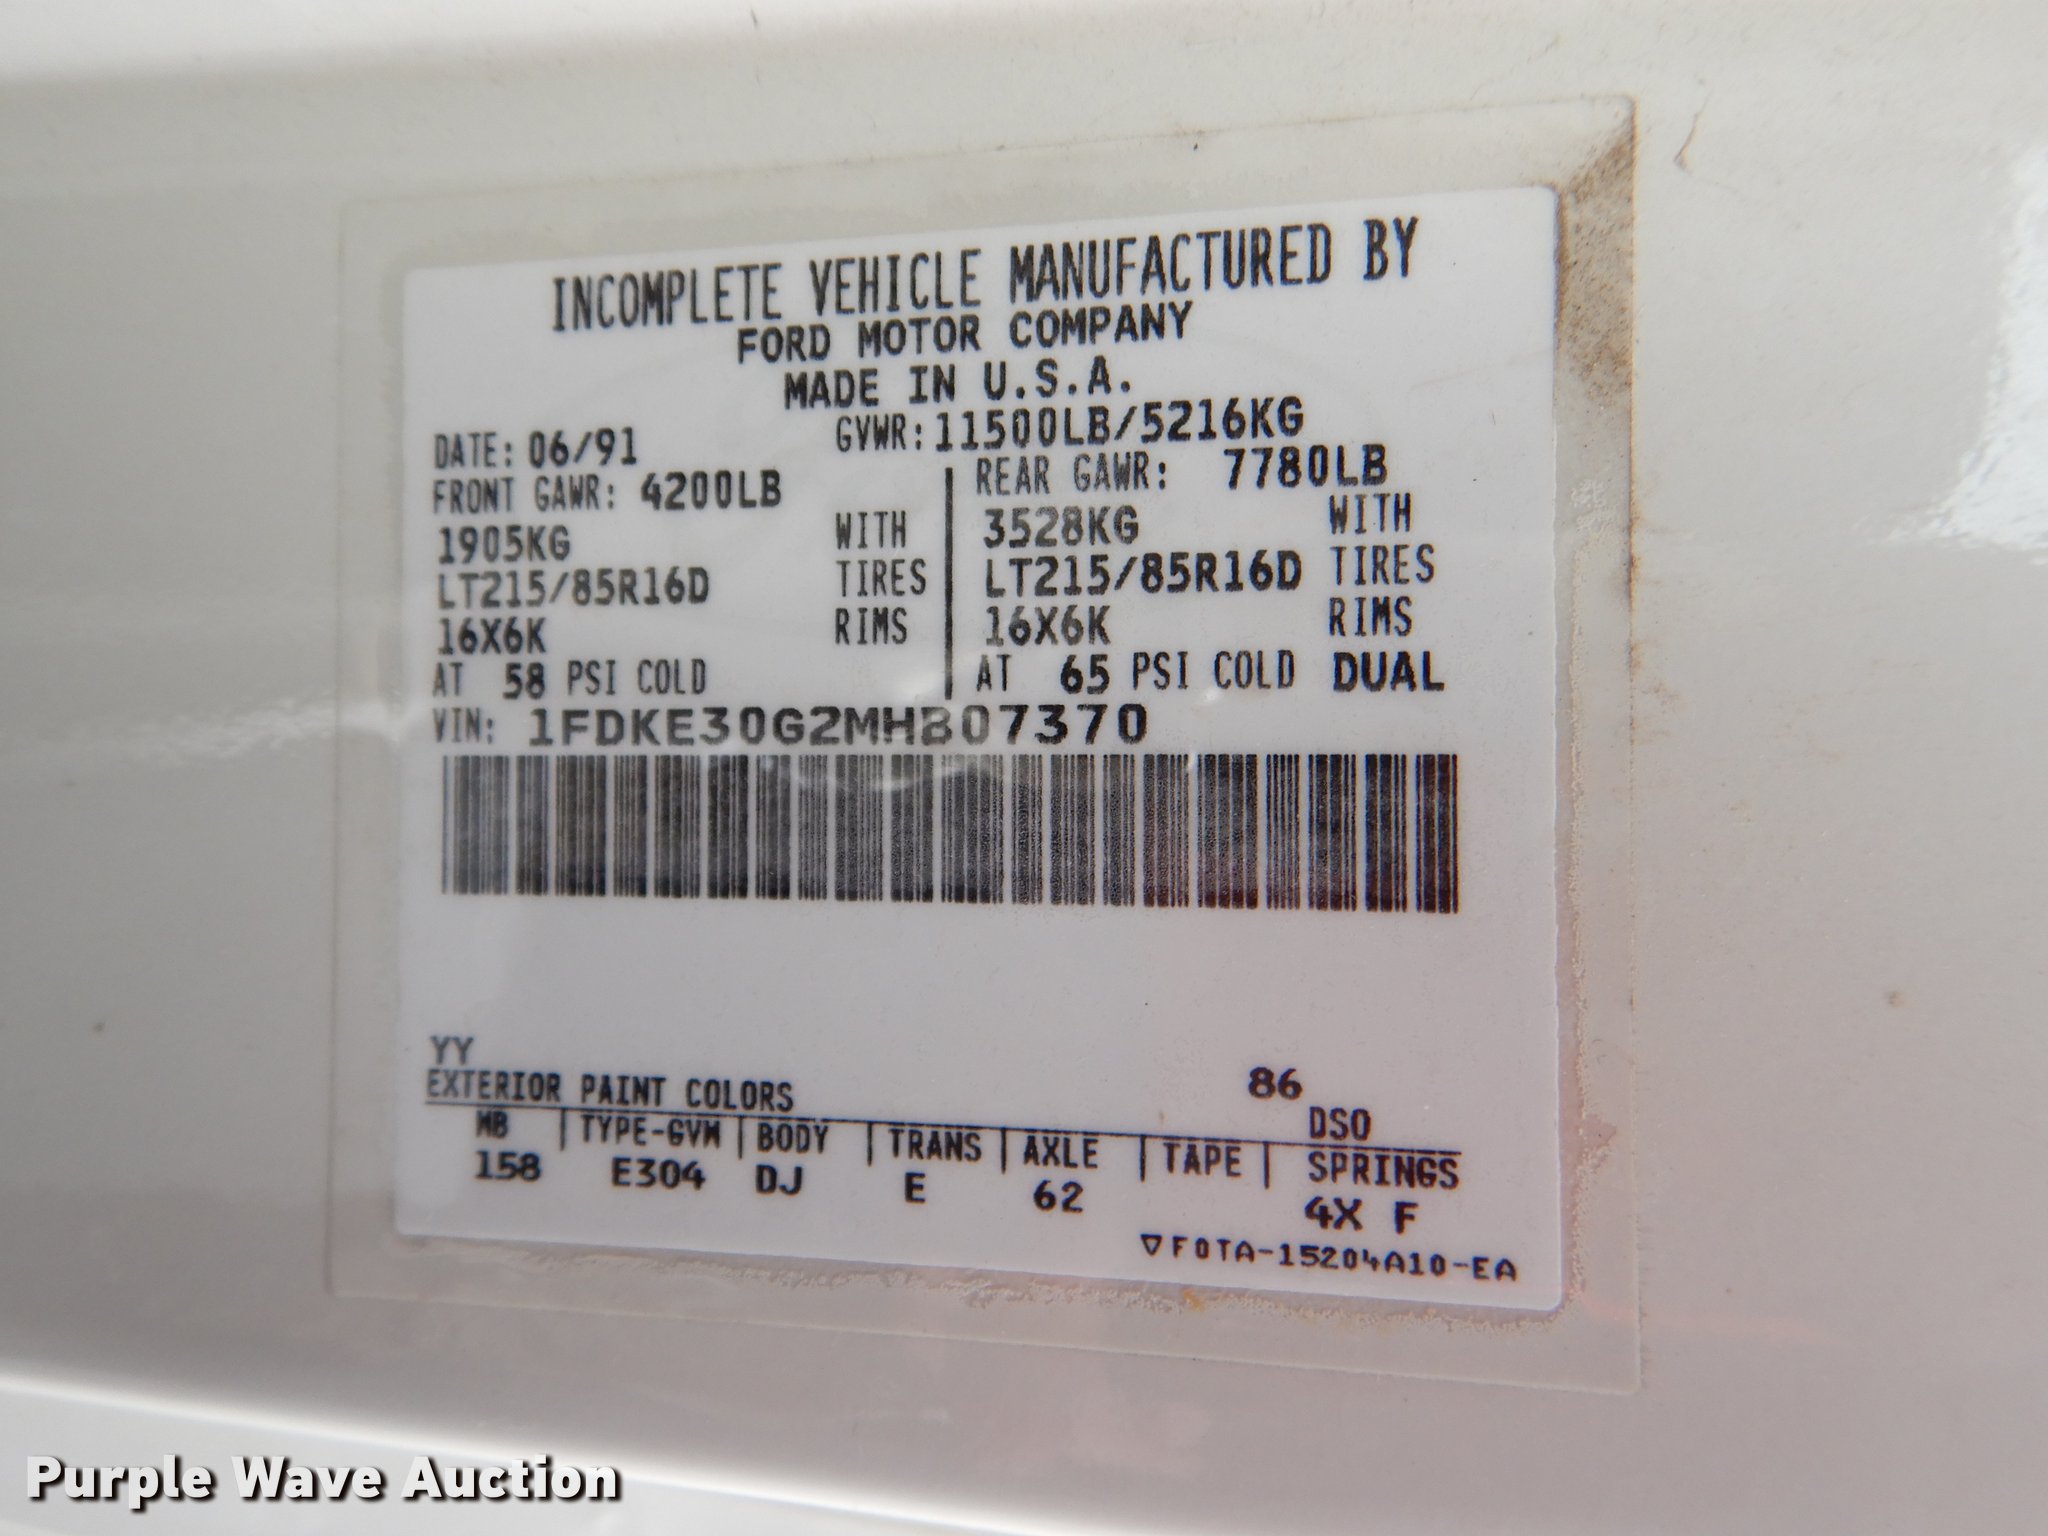 INCOMPLETE VEHICLE MANUFACTURED BY
FORD MOTOR COMPANY
MADE IN U.S.A.
DATE: 06/91 GVWR: 11500LB/5216KG
FRONT GAWR: 4200LB REAR GAWR: 7780LB
1905KG WITH 3528KG WITH
LT215/85R16D TIRES LT215/85R16D TIRES
16X6K RIMS 16X6K RIMS
AT 58 PSI COLD AT 65 PSI COLD DUAL
VIN: 1FDKE30G2MHB07370
YY
EXTERIOR PAINT COLORS 86
DSO
WB TYPE-GVM BODY TRANS AXLE TAPE SPRINGS
158 E304 DJ E 62 4X F
▽F0TA-15204A10-EA
Purple Wave Auction